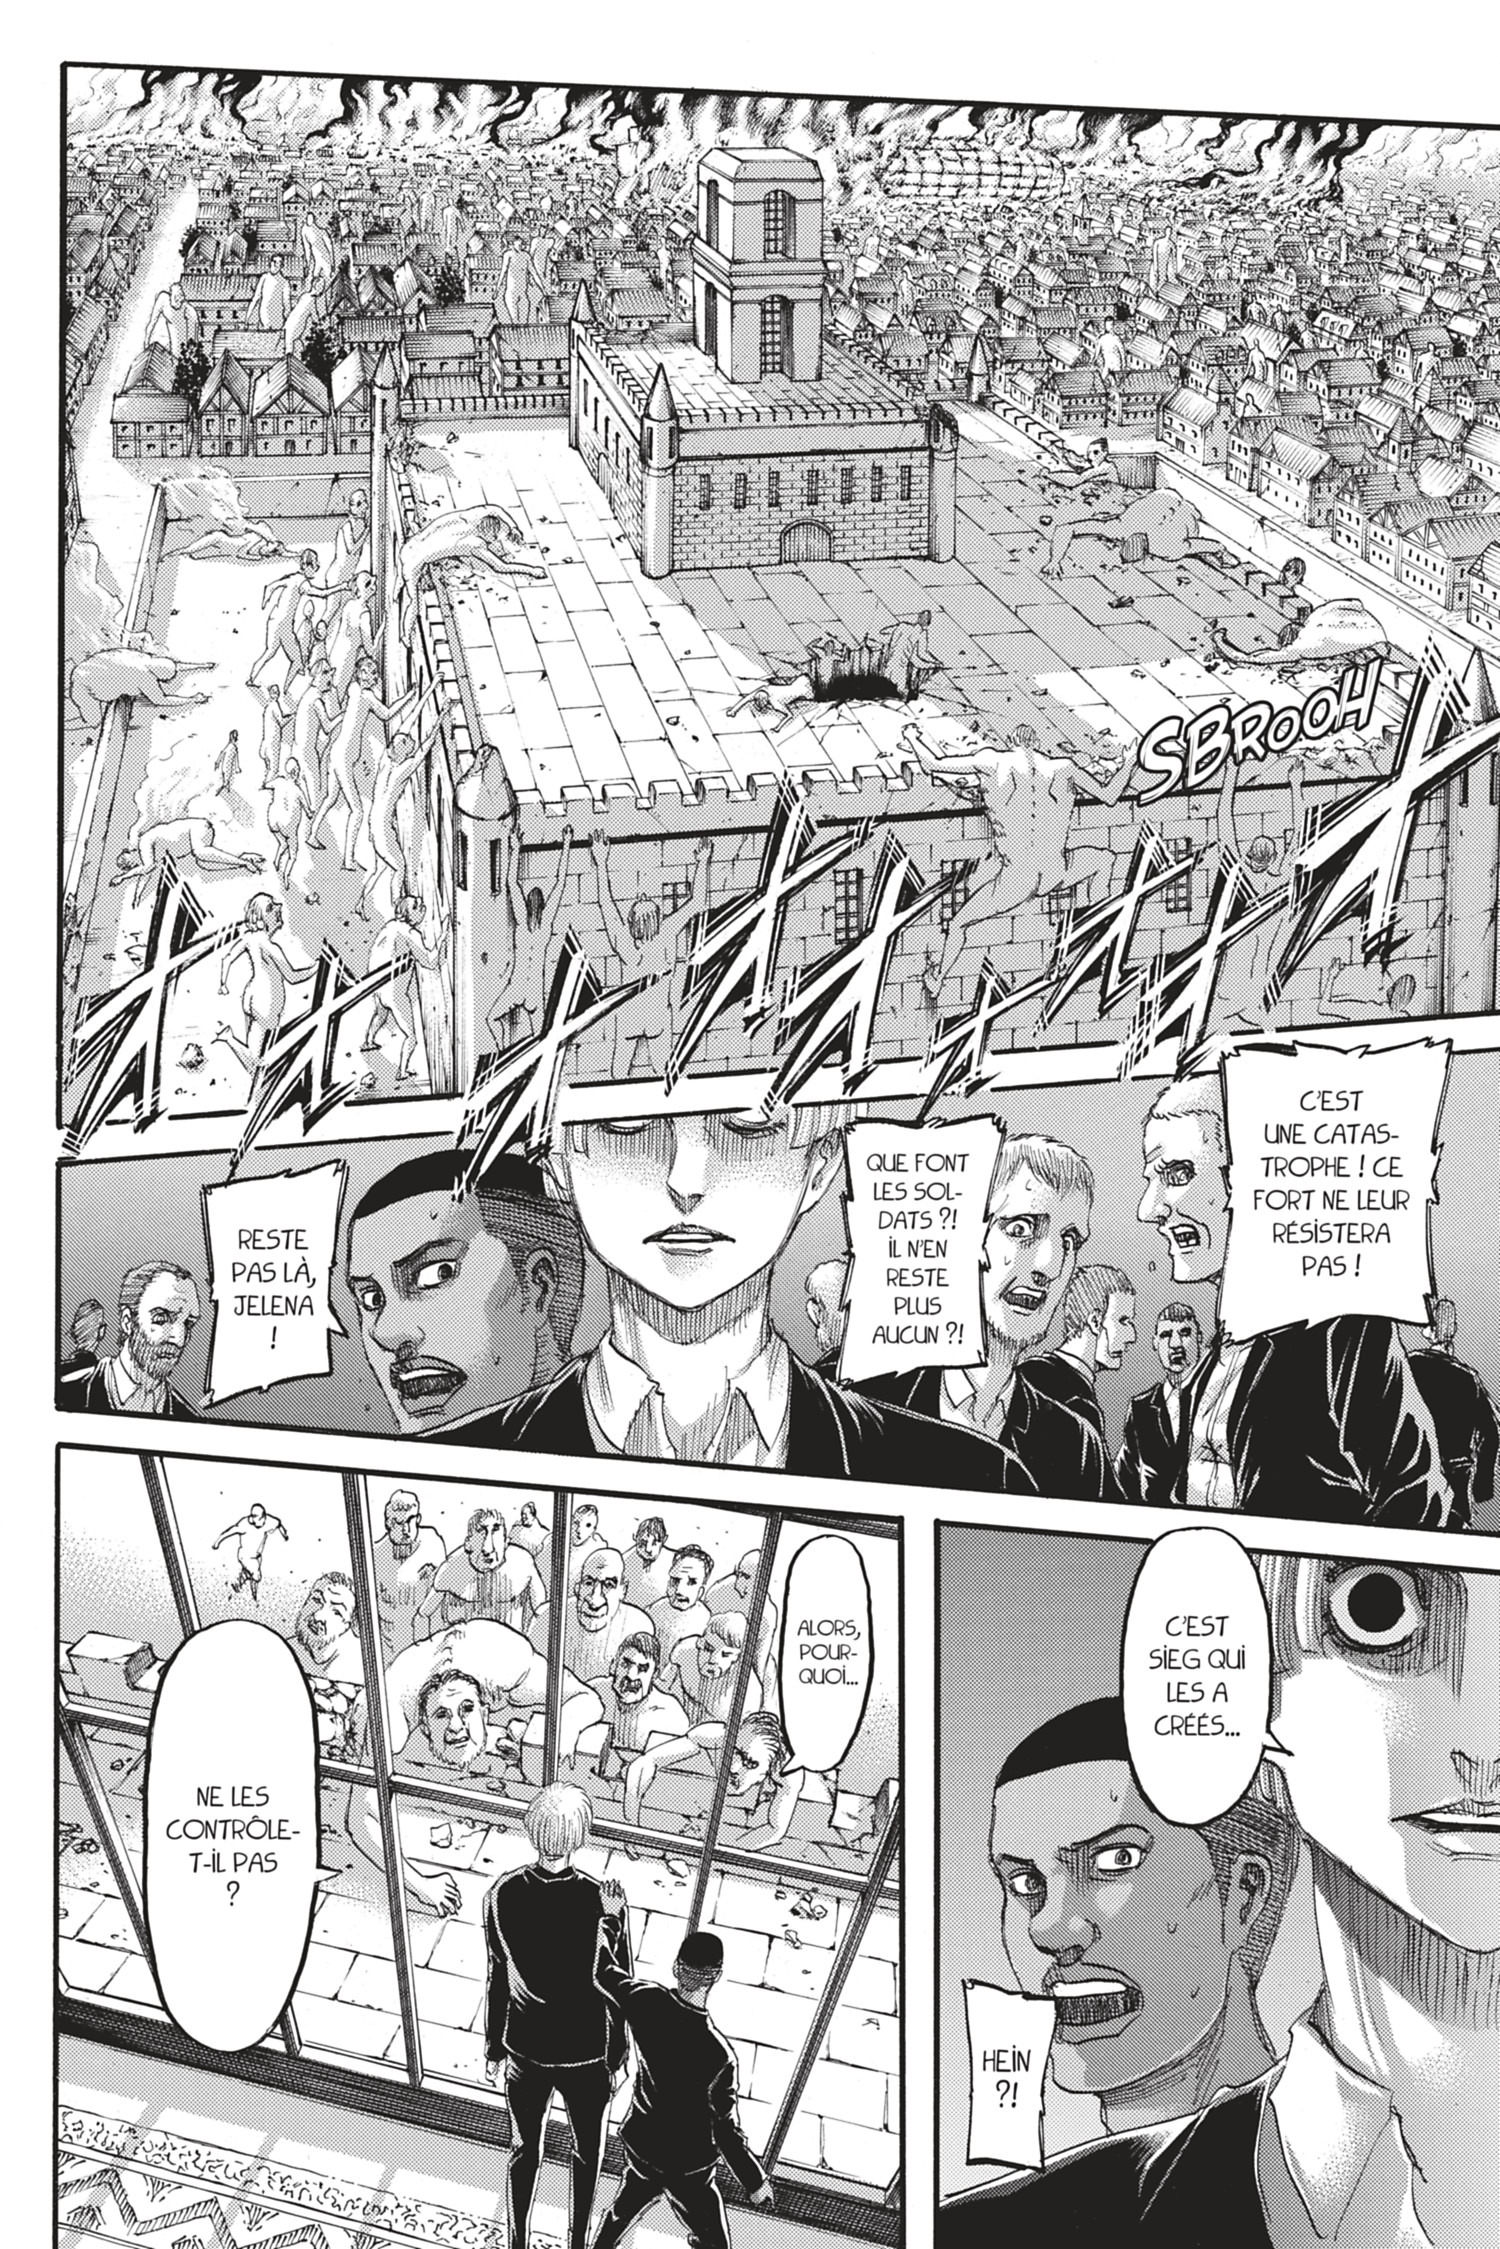 SBROOH
C'EST
UNE CATAS-
TROPHE ! CE
FORT NE LEUR
RÉSISTERA
PAS !
QUE FONT
LES SOL-
DATS ?!
IL N'EN
RESTE
PLUS
AUCUN ?!
RESTE
PAS LÀ,
JELENA
!
C'EST
SIEG QUI
LES A
CRÉÉS...
HEIN
?!
ALORS,
POUR-
QUOI...
NE LES
CONTRÔLE-
T-IL PAS
?